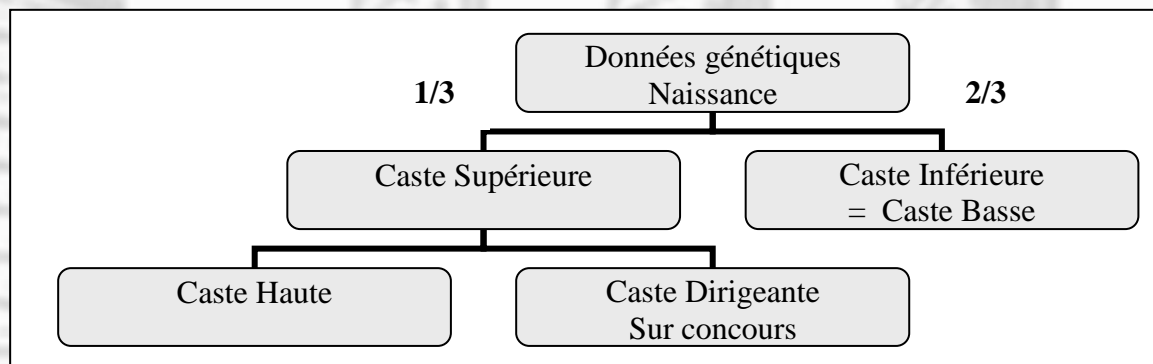 Données génétiques
Naissance
1/3
2/3
Caste Supérieure
Caste Inférieure
= Caste Basse
Caste Haute
Caste Dirigeante
Sur concours